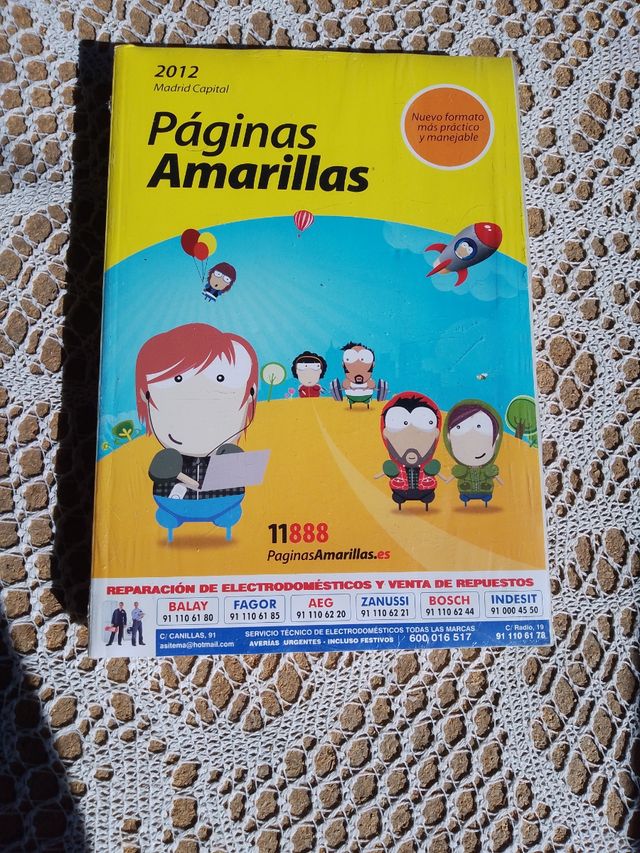 2012
Madrid Capital
Páginas
Amarillas
Nuevo formato
más práctico
y manejable
11888
PaginasAmarillas.es
REPARACIÓN DE ELECTRODOMÉSTICOS Y VENTA DE REPUESTOS
BALAY FAGOR AEG ZANUSSI BOSCH INDESIT
91 110 61 80 91 110 61 85 91 110 62 20 91 110 62 21 91 110 62 44 91 000 45 50
C/ CANILLAS, 91 SERVICIO TÉCNICO DE ELECTRODOMÉSTICOS TODAS LAS MARCAS C/ Radio, 19
asitema@hotmail.com AVERÍAS URGENTES - INCLUSO FESTIVOS 600 016 517 91 110 61 78